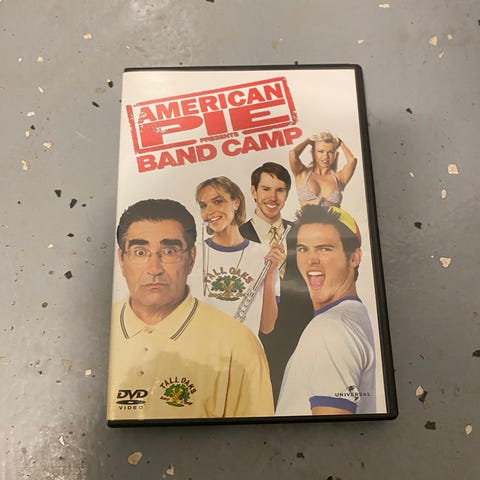 AMERICAN
PIE
PRESENTS
BAND CAMP
TALL OAKS
TALL OAKS
DVD
VIDEO
UNIVERSAL